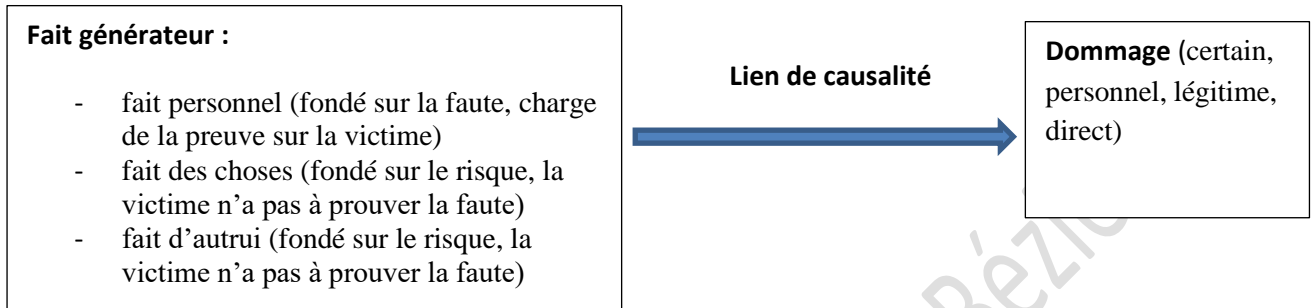 Fait générateur :
- fait personnel (fondé sur la faute, charge
de la preuve sur la victime)
- fait des choses (fondé sur le risque, la
victime n’a pas à prouver la faute)
- fait d’autrui (fondé sur le risque, la
victime n’a pas à prouver la faute)
Lien de causalité
Dommage (certain,
personnel, légitime,
direct)